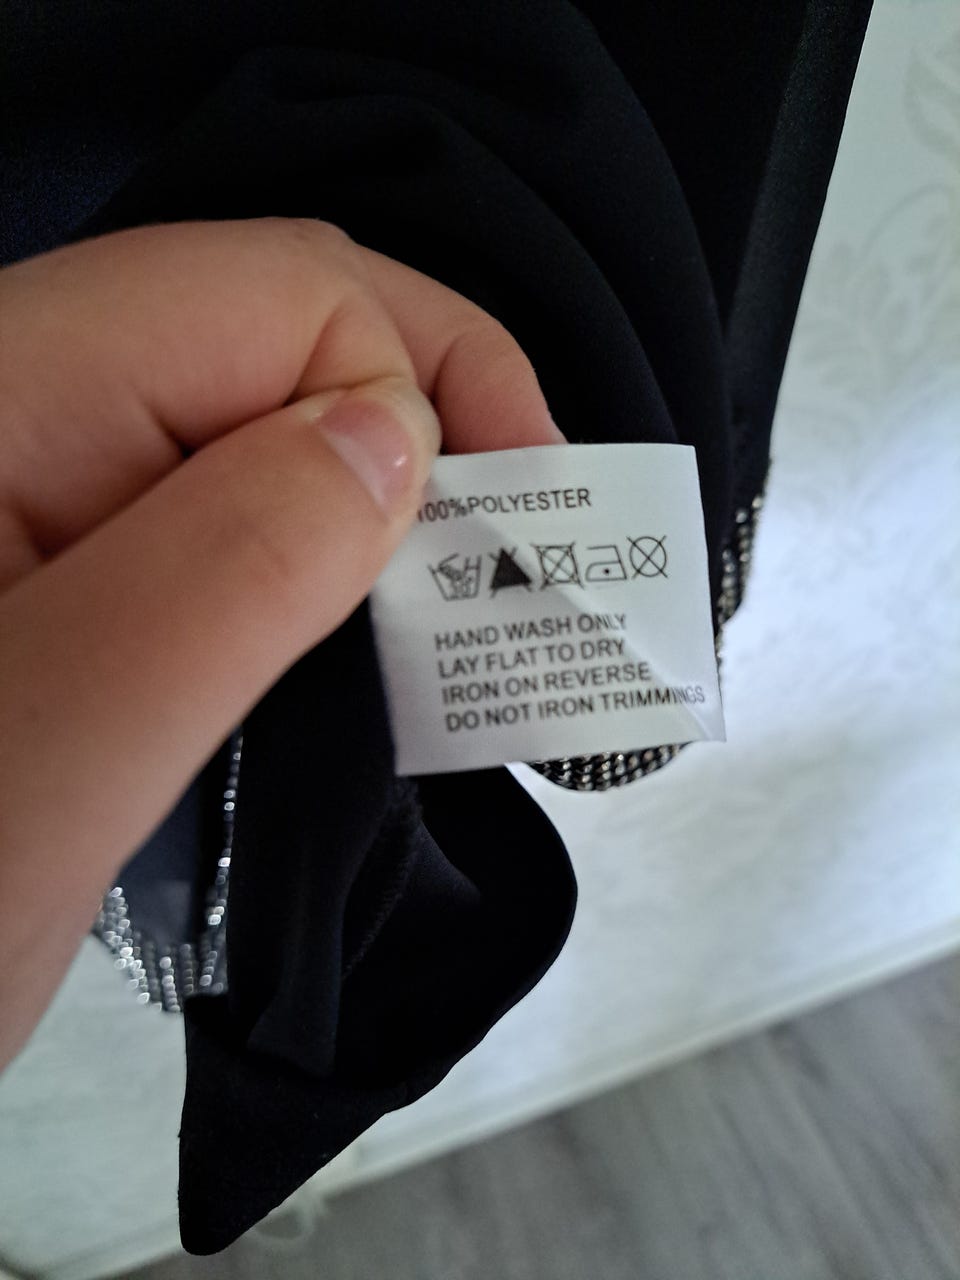 100%POLYESTER
HAND WASH ONLY
LAY FLAT TO DRY
IRON ON REVERSE
DO NOT IRON TRIMMINGS